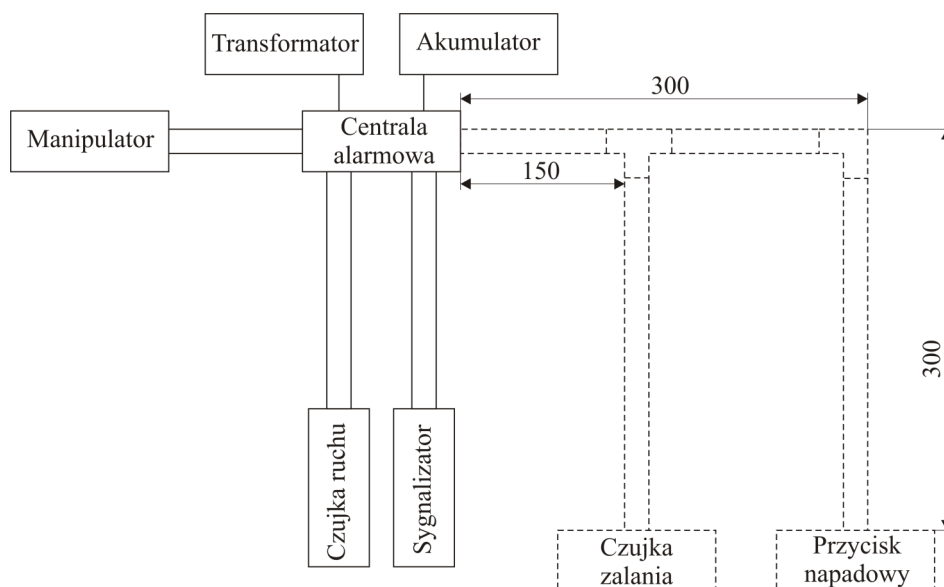 Transformator
Akumulator
300
Manipulator
Centrala
alarmowa
150
300
Czujka ruchu
Sygnalizator
Czujka
zalania
Przycisk
napadowy